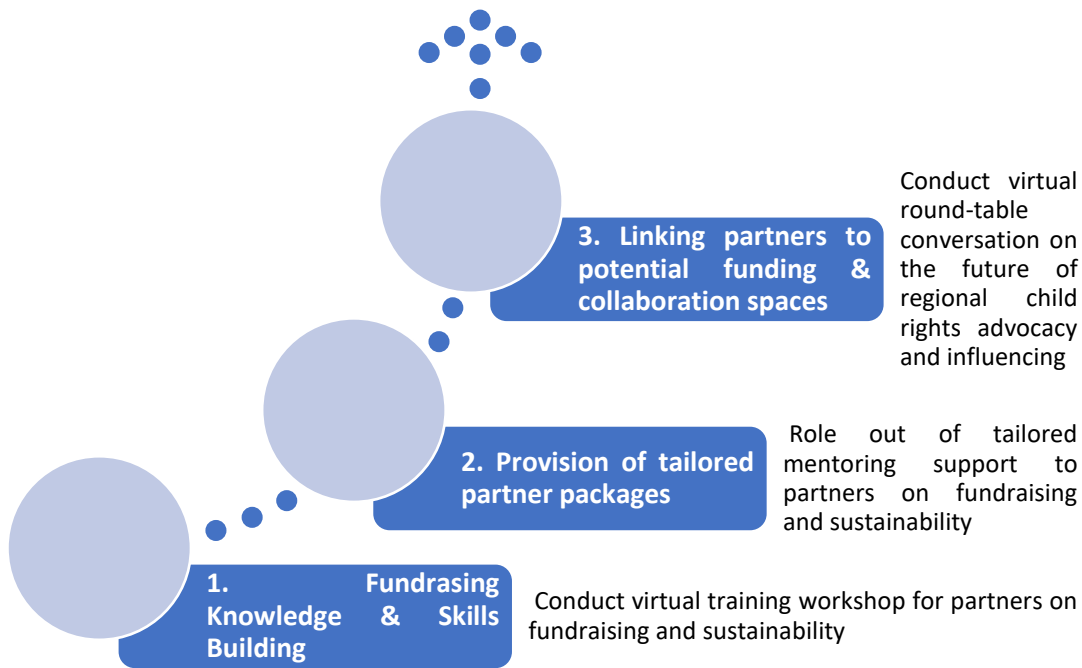 3. Linking partners to
potential funding &
collaboration spaces
Conduct virtual
round-table
conversation on
the future of
regional child
rights advocacy
and influencing
2. Provision of tailored
partner packages
Role out of tailored
mentoring support to
partners on fundraising
and sustainability
1. Fundrasing
Knowledge & Skills
Building
Conduct virtual training workshop for partners on
fundraising and sustainability